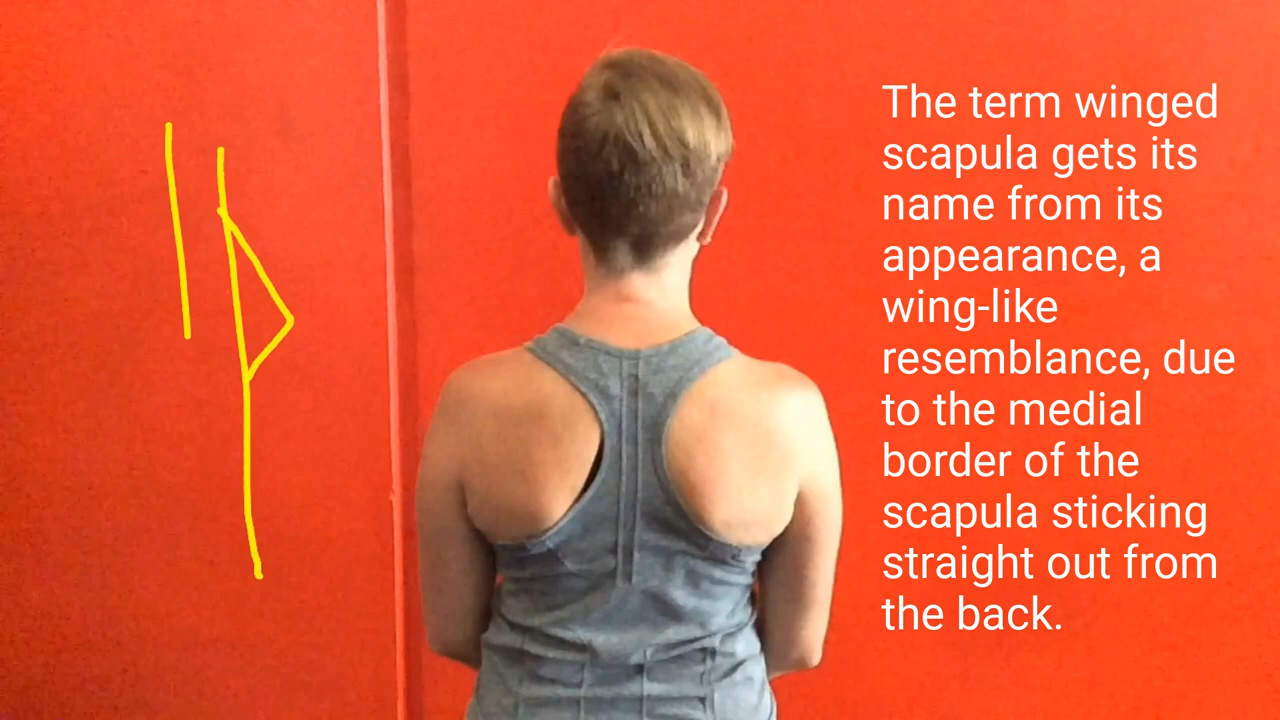 The term winged
scapula gets its
name from its
appearance, a
wing-like
resemblance, due
to the medial
border of the
scapula sticking
straight out from
the back.